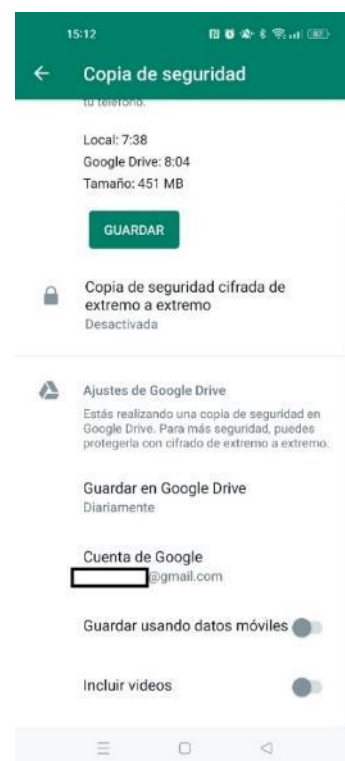 15:12
Copia de seguridad
tu teléfono.
Local: 7:38
Google Drive: 8:04
Tamaño: 451 MB
GUARDAR
Copia de seguridad cifrada de
extremo a extremo
Desactivada
Ajustes de Google Drive
Estás realizando una copia de seguridad en
Google Drive. Para más seguridad, puedes
protegerla con cifrado de extremo a extremo.
Guardar en Google Drive
Diariamente
Cuenta de Google
@gmail.com
Guardar usando datos móviles
Incluir videos